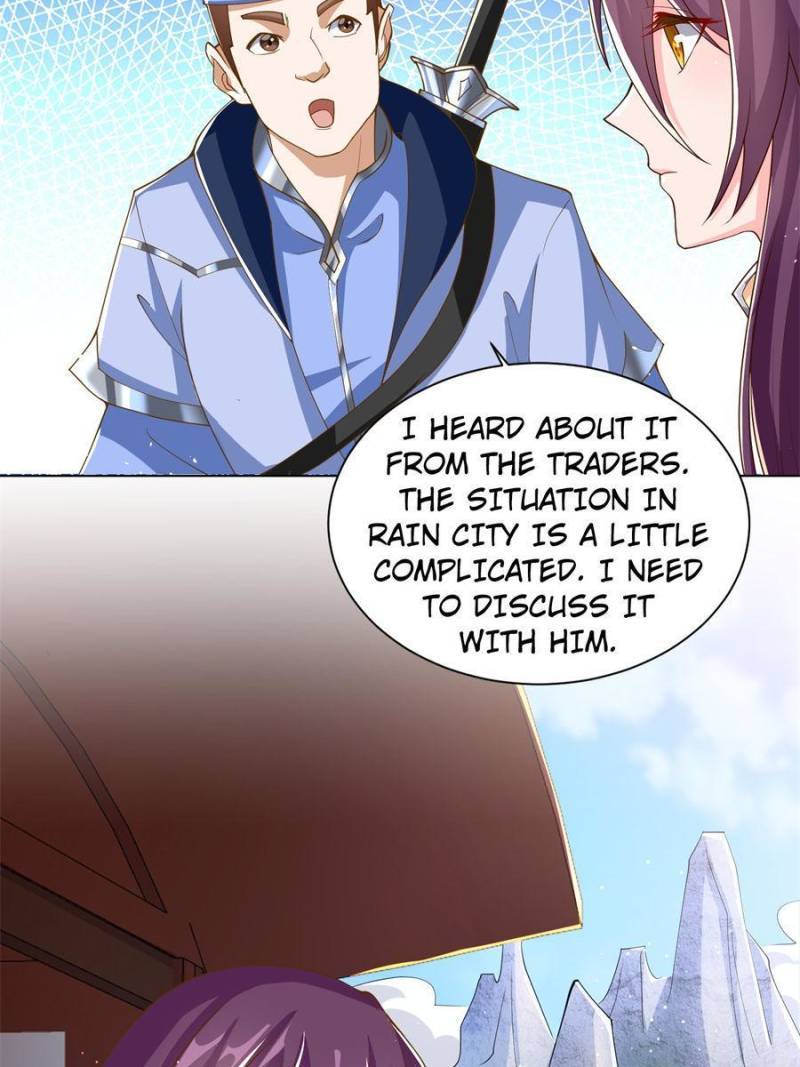 I HEARD ABOUT IT
FROM THE TRADERS.
THE SITUATION IN
RAIN CITY IS A LITTLE
COMPLICATED. I NEED
TO DISCUSS IT
WITH HIM.